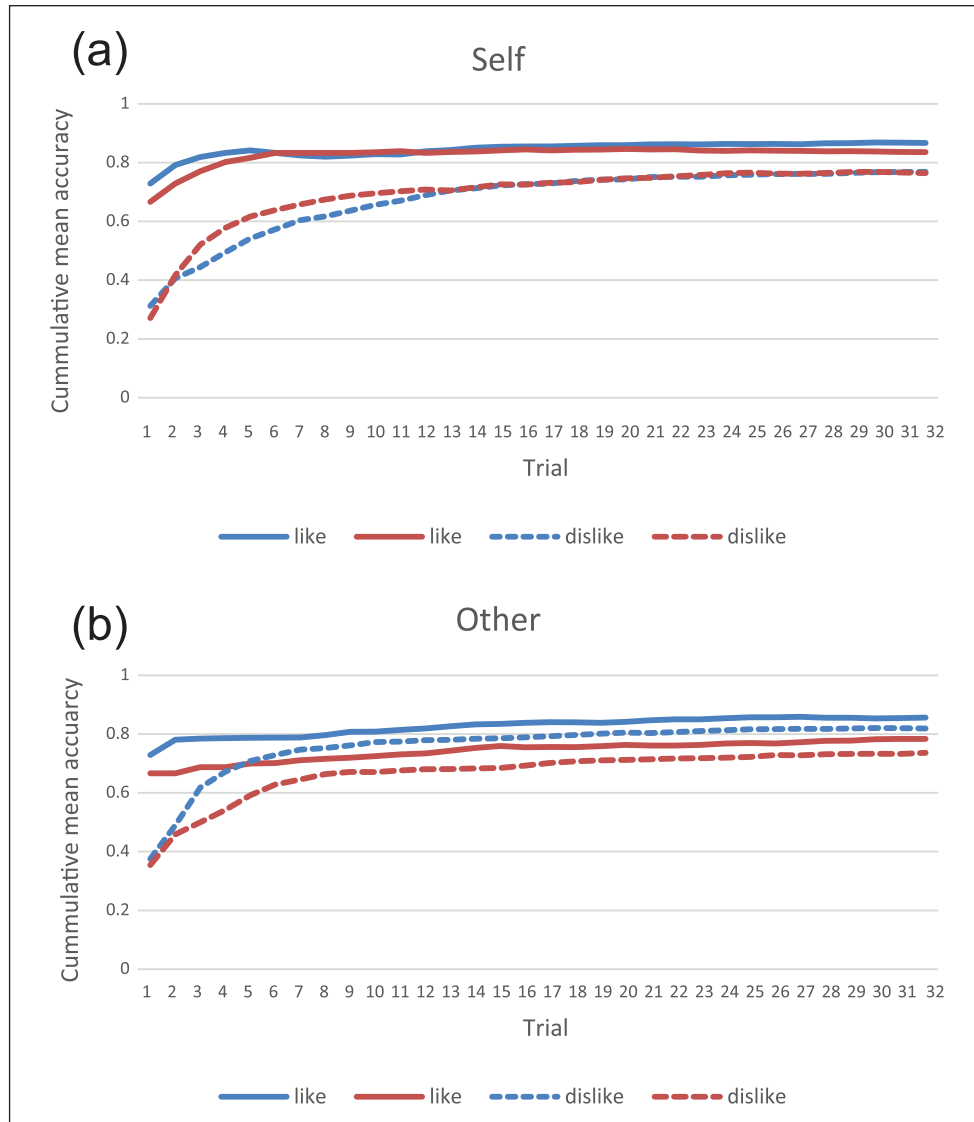 (a)
Self
Cummulative mean accuracy
1
0.8
0.6
0.4
0.2
0
1 2 3 4 5 6 7 8 9 10 11 12 13 14 15 16 17 18 19 20 21 22 23 24 25 26 27 28 29 30 31 32
Trial
like like dislike dislike
(b)
Other
Cummulative mean accuarcy
1
0.8
0.6
0.4
0.2
0
1 2 3 4 5 6 7 8 9 10 11 12 13 14 15 16 17 18 19 20 21 22 23 24 25 26 27 28 29 30 31 32
Trial
like like dislike dislike